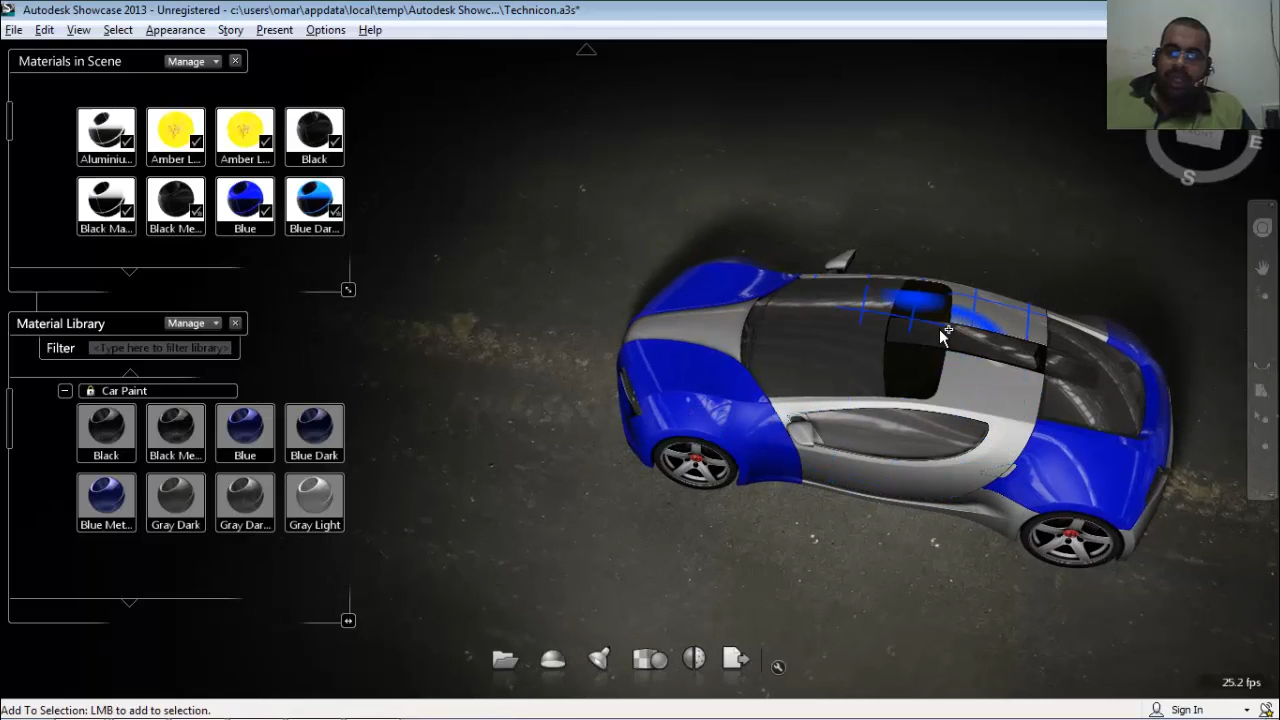 Autodesk Showcase 2013 - Unregistered - c:\users\omar\appdata\local\temp\Autodesk Showc...\Technicon.a3s*
File Edit View Select Appearance Story Present Options Help
Materials in Scene Manage
Aluminiu... Amber L... Amber L... Black
Black Ma... Black Me... Blue Blue Dar...
Material Library Manage
Filter <Type here to filter library>
Car Paint
Black Black Me... Blue Blue Dark
Blue Met... Gray Dark Gray Dar... Gray Light
E
S
25.2 fps
Add To Selection: LMB to add to selection.
Sign In